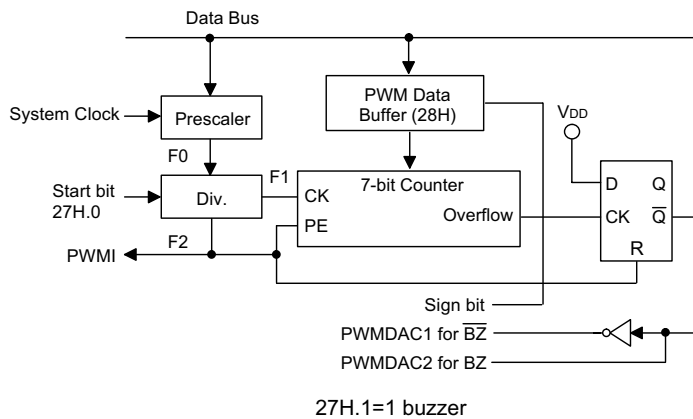 Data Bus
System Clock
Prescaler
PWM Data
Buffer (28H)
VDD
F0
Start bit
27H.0
Div.
F1
7-bit Counter
CK
Overflow
PE
D
Q
CK
Q̅
R
PWMI
F2
Sign bit
PWMDAC1 for B̅Z̅
PWMDAC2 for BZ
27H.1=1 buzzer